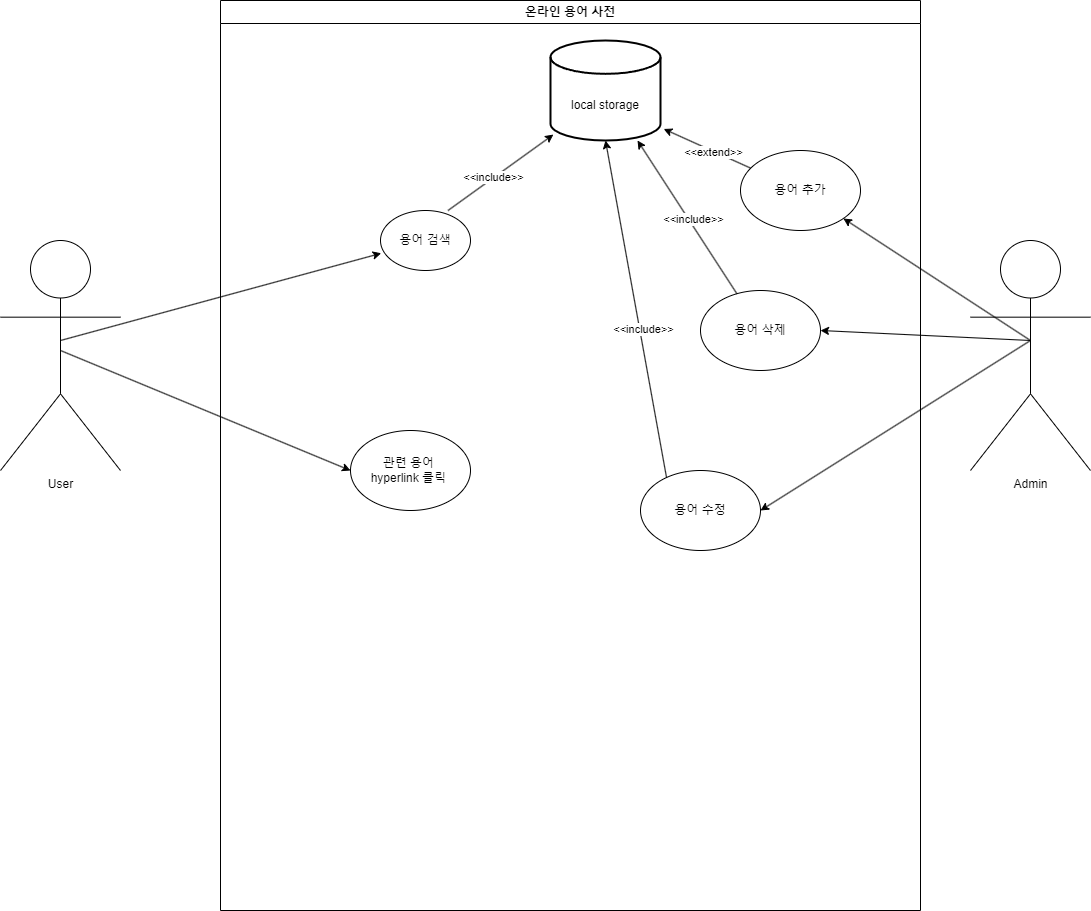 온라인 용어 사전
local storage
<<extend>>
<<include>>
용어 추가
<<include>>
용어 검색
<<include>>
용어 삭제
관련 용어
hyperlink 클릭
User
Admin
용어 수정